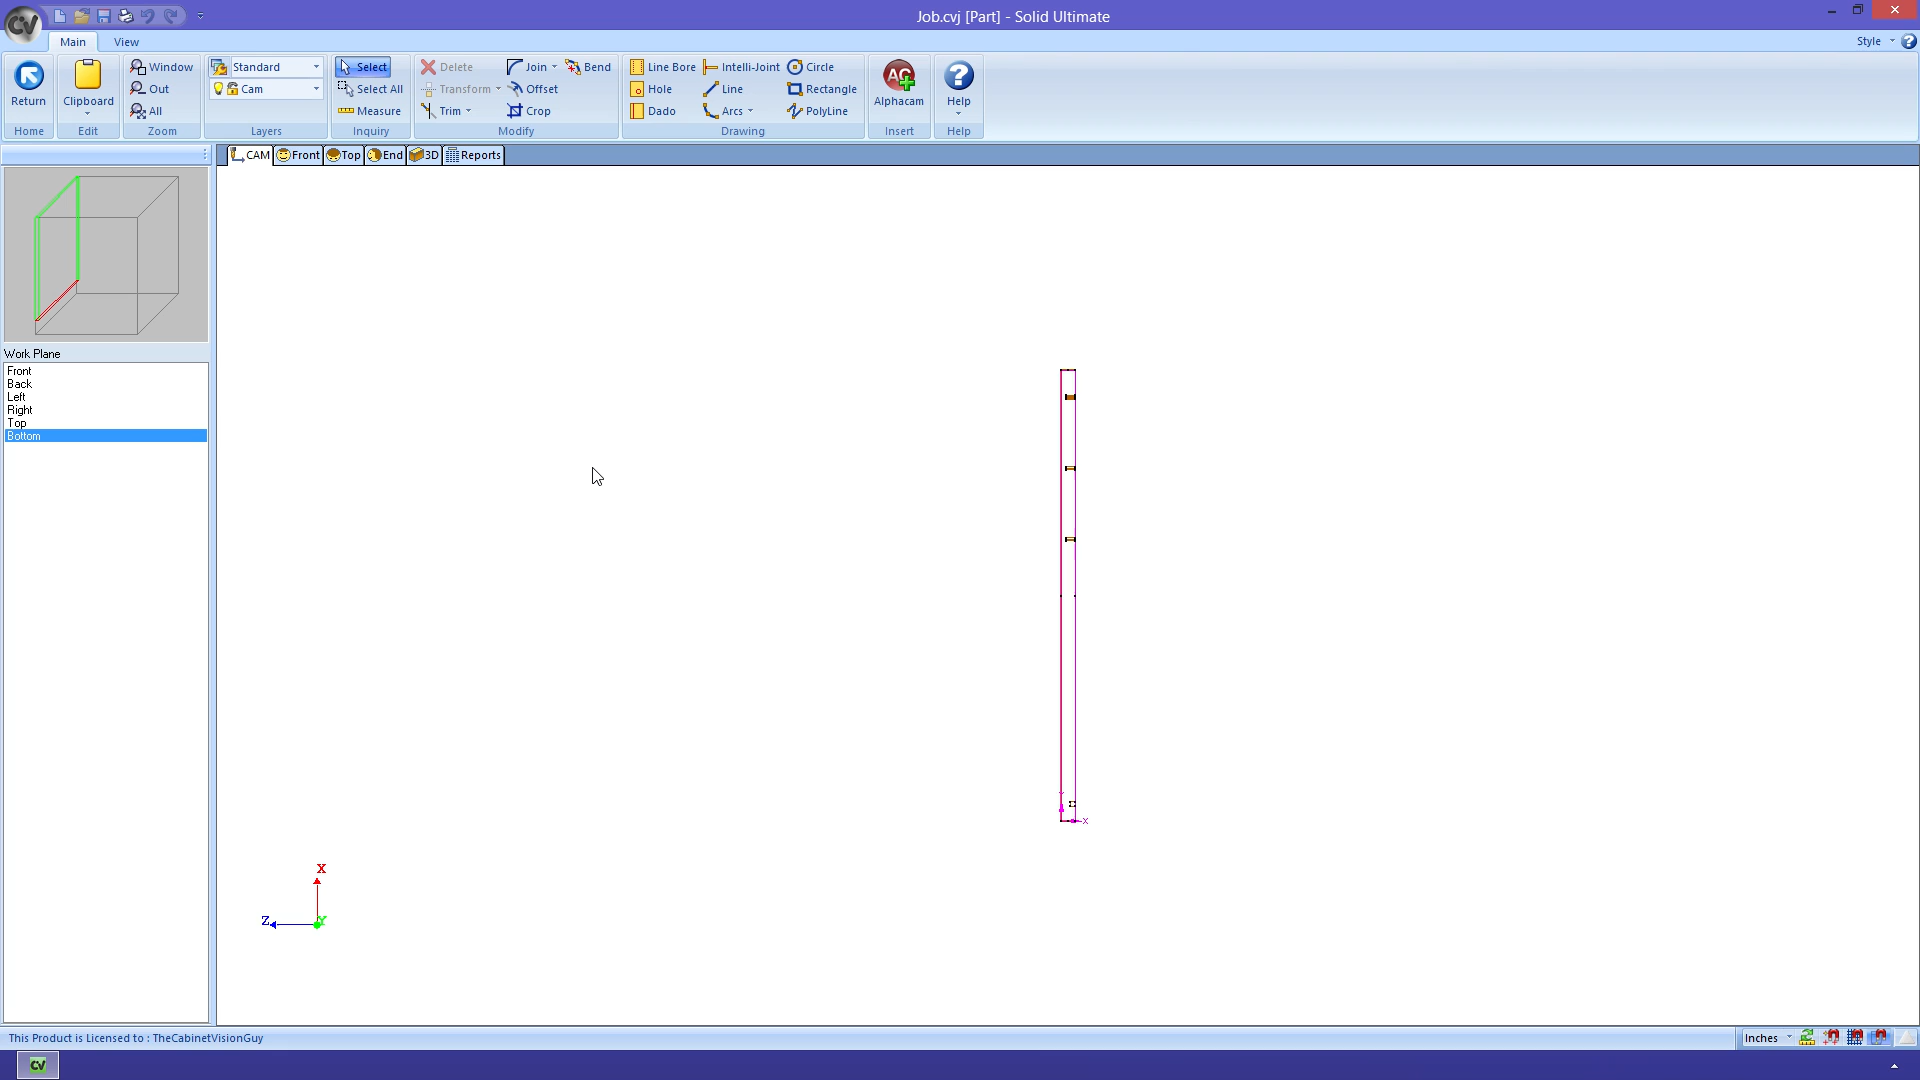 Job.cvj [Part] - Solid Ultimate
CV
Main View Style
Window Standard Select Delete Join Bend Line Bore Intelli-Joint Circle
Out Cam Select All Transform Offset Hole Line Rectangle
Return Clipboard Alphacam Help
All Measure Trim Crop Dado Arcs PolyLine
Home Edit Zoom Layers Inquiry Modify Drawing Insert Help
CAM Front Top End 3D Reports
Work Plane
Front
Back
Left
Right
Top
Bottom
X
X
Z Y
This Product is Licensed to : TheCabinetVisionGuy Inches
CV